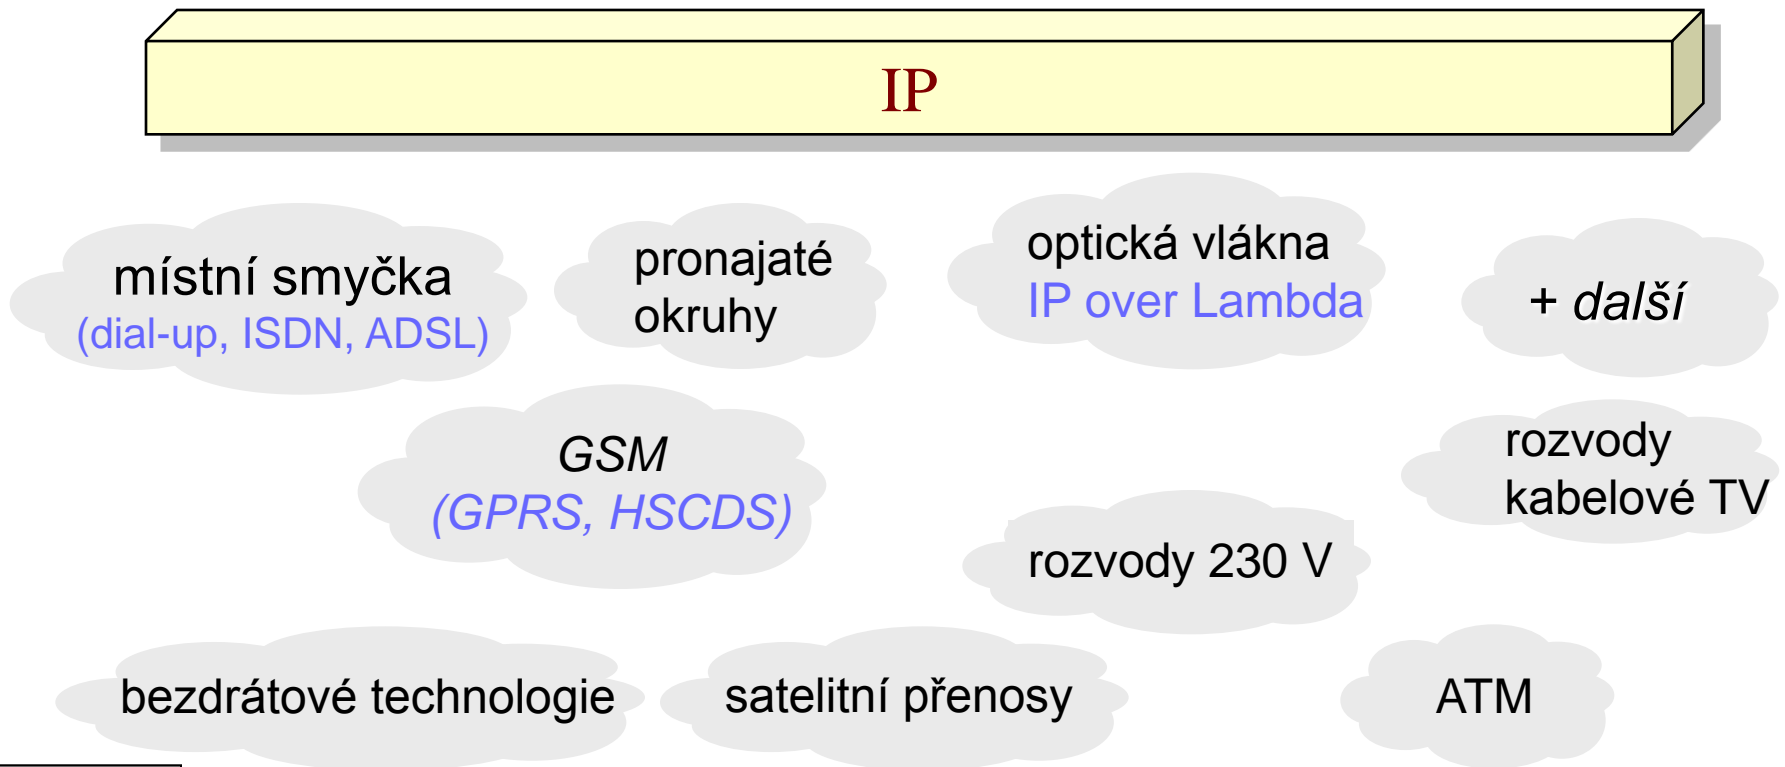 IP
místní smyčka
(dial-up, ISDN, ADSL)
pronajaté
okruhy
optická vlákna
IP over Lambda
+ další
GSM
(GPRS, HSCDS)
rozvody
kabelové TV
rozvody 230 V
bezdrátové technologie
satelitní přenosy
ATM